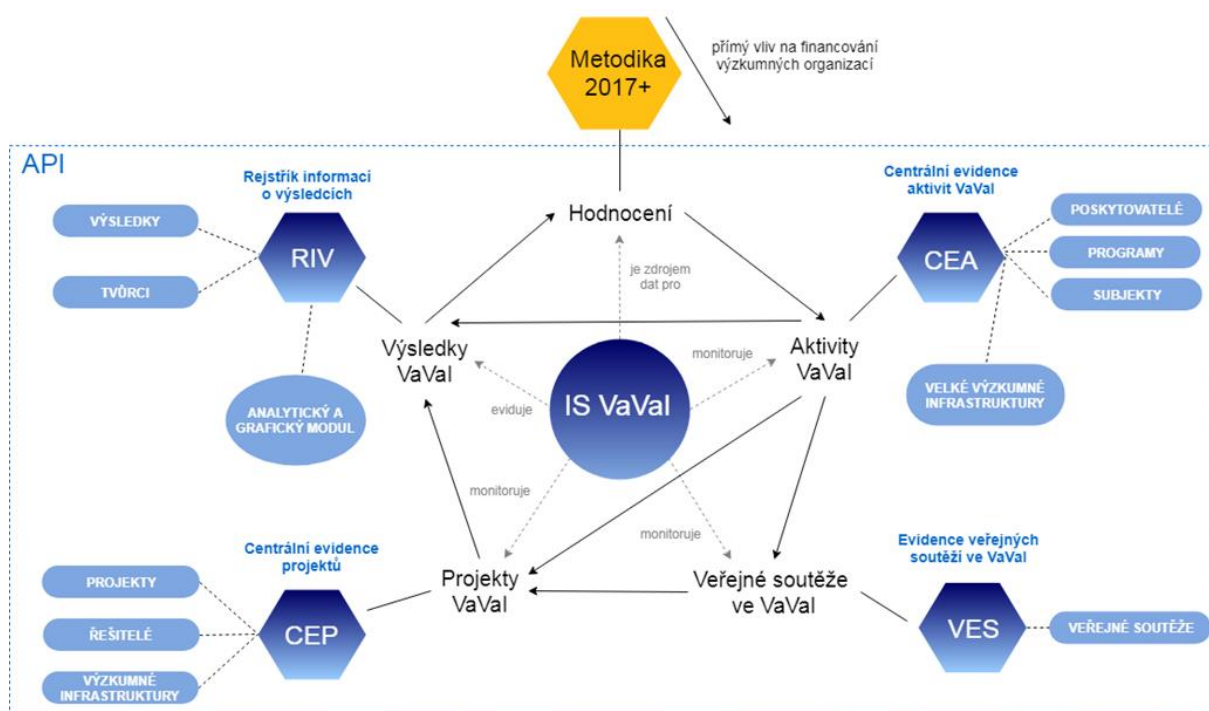 Metodika
2017+
přímý vliv na financování
výzkumných organizací
API
Rejstřík informací
o výsledcích
RIV
VÝSLEDKY
TVŮRCI
ANALYTICKÝ A
GRAFICKÝ MODUL
Hodnocení
je zdrojem
dat pro
Centrální evidence
aktivit VaVaI
CEA
POSKYTOVATELÉ
PROGRAMY
SUBJEKTY
VELKÉ VÝZKUMNÉ
INFRASTRUKTURY
Výsledky
VaVaI
eviduje
IS VaVaI
monitoruje
Aktivity
VaVaI
monitoruje
monitoruje
Centrální evidence
projektů
PROJEKTY
ŘEŠITELÉ
VÝZKUMNÉ
INFRASTRUKTURY
CEP
Projekty
VaVaI
Veřejné soutěže
ve VaVaI
Evidence veřejných
soutěží ve VaVaI
VES
VEŘEJNÉ SOUTĚŽE